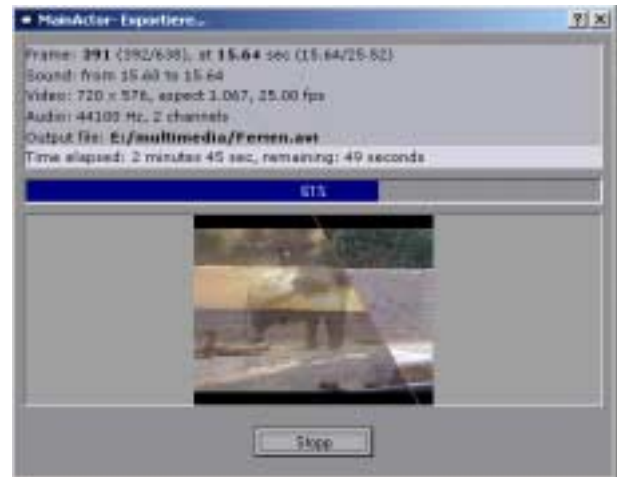 MainActor- Exportiere...
Frame: 391 (392/638), at 15.64 sec (15.64/25.52)
Sound: from 15.60 to 15.64
Video: 720 x 576, aspect 1.067, 25.00 fps
Audio: 44100 Hz, 2 channels
Output file: E:/multimedia/Ferien.avi
Time elapsed: 2 minutes 45 sec, remaining: 49 seconds
61%
Stopp